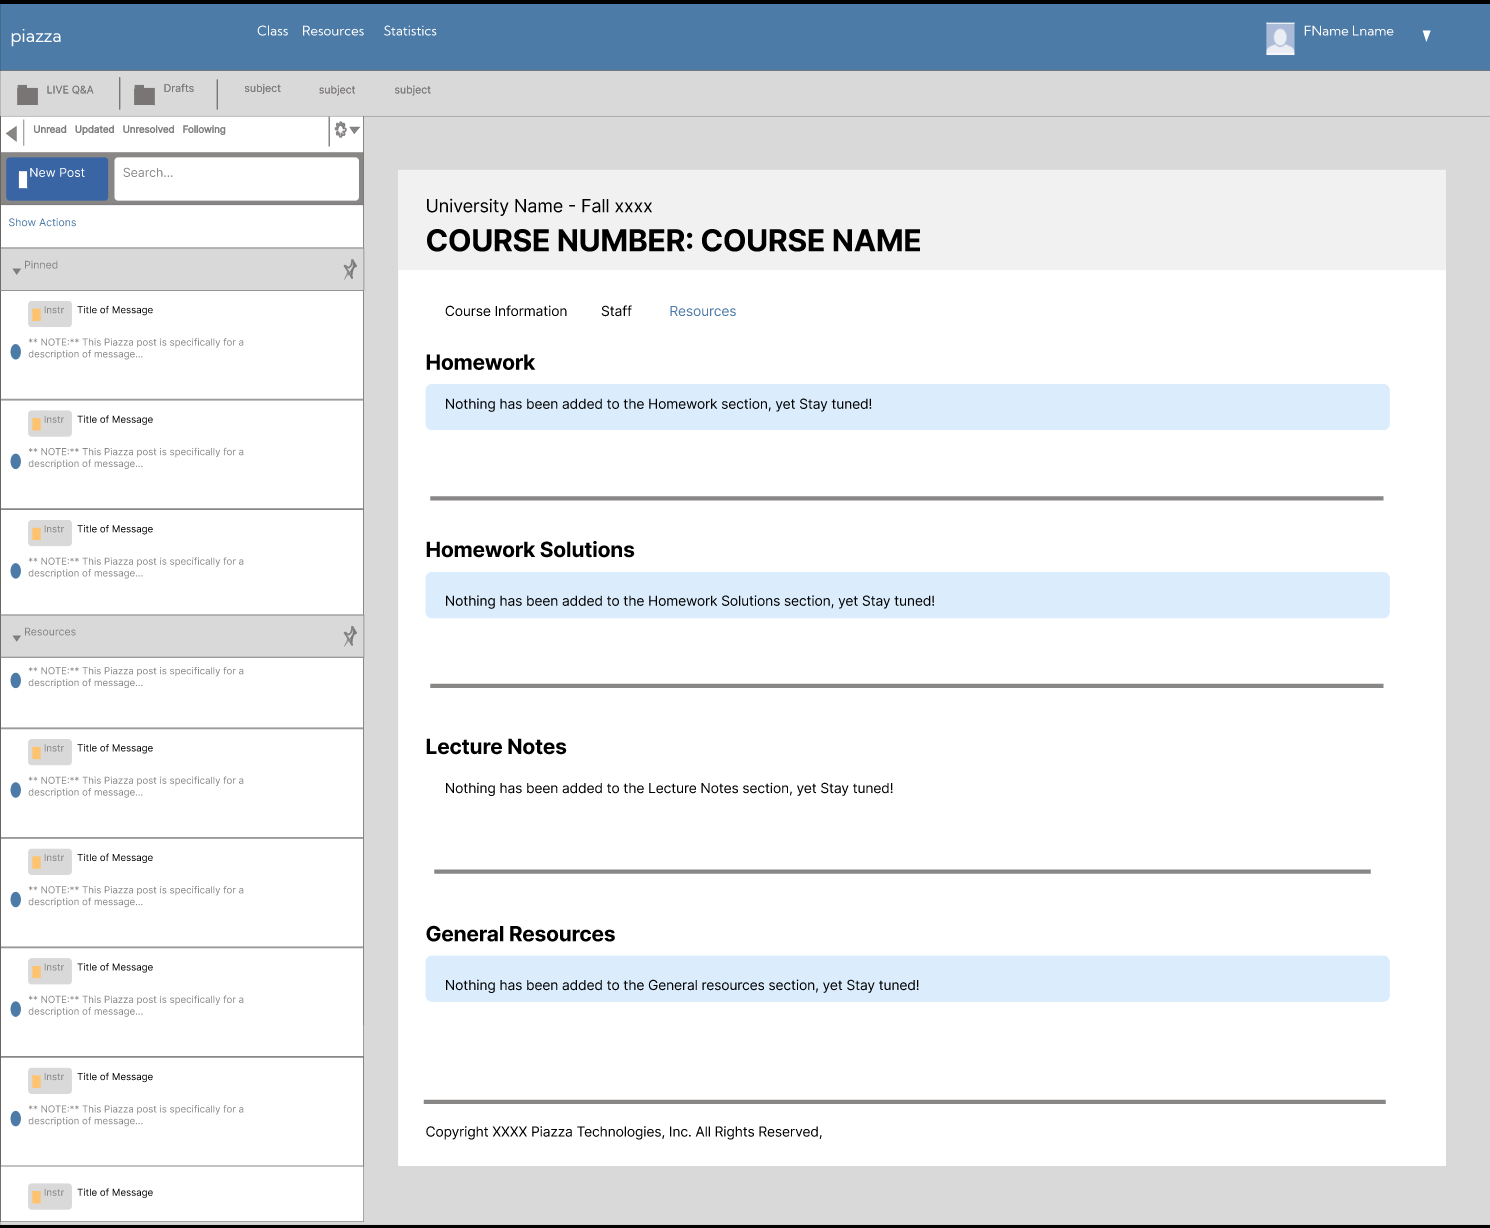 piazza
Class Resources Statistics
FName Lname
LIVE Q&A
Drafts
subject
subject
subject
Unread Updated Unresolved Following
New Post
Search...
Show Actions
Pinned
Instr Title of Message
** NOTE:** This Piazza post is specifically for a
description of message...
Instr Title of Message
** NOTE:** This Piazza post is specifically for a
description of message...
Instr Title of Message
** NOTE:** This Piazza post is specifically for a
description of message...
Resources
** NOTE:** This Piazza post is specifically for a
description of message...
Instr Title of Message
** NOTE:** This Piazza post is specifically for a
description of message...
Instr Title of Message
** NOTE:** This Piazza post is specifically for a
description of message...
Instr Title of Message
** NOTE:** This Piazza post is specifically for a
description of message...
Instr Title of Message
** NOTE:** This Piazza post is specifically for a
description of message...
Instr Title of Message
University Name - Fall xxxx
COURSE NUMBER: COURSE NAME
Course Information Staff Resources
Homework
Nothing has been added to the Homework section, yet Stay tuned!
Homework Solutions
Nothing has been added to the Homework Solutions section, yet Stay tuned!
Lecture Notes
Nothing has been added to the Lecture Notes section, yet Stay tuned!
General Resources
Nothing has been added to the General resources section, yet Stay tuned!
Copyright XXXX Piazza Technologies, Inc. All Rights Reserved,